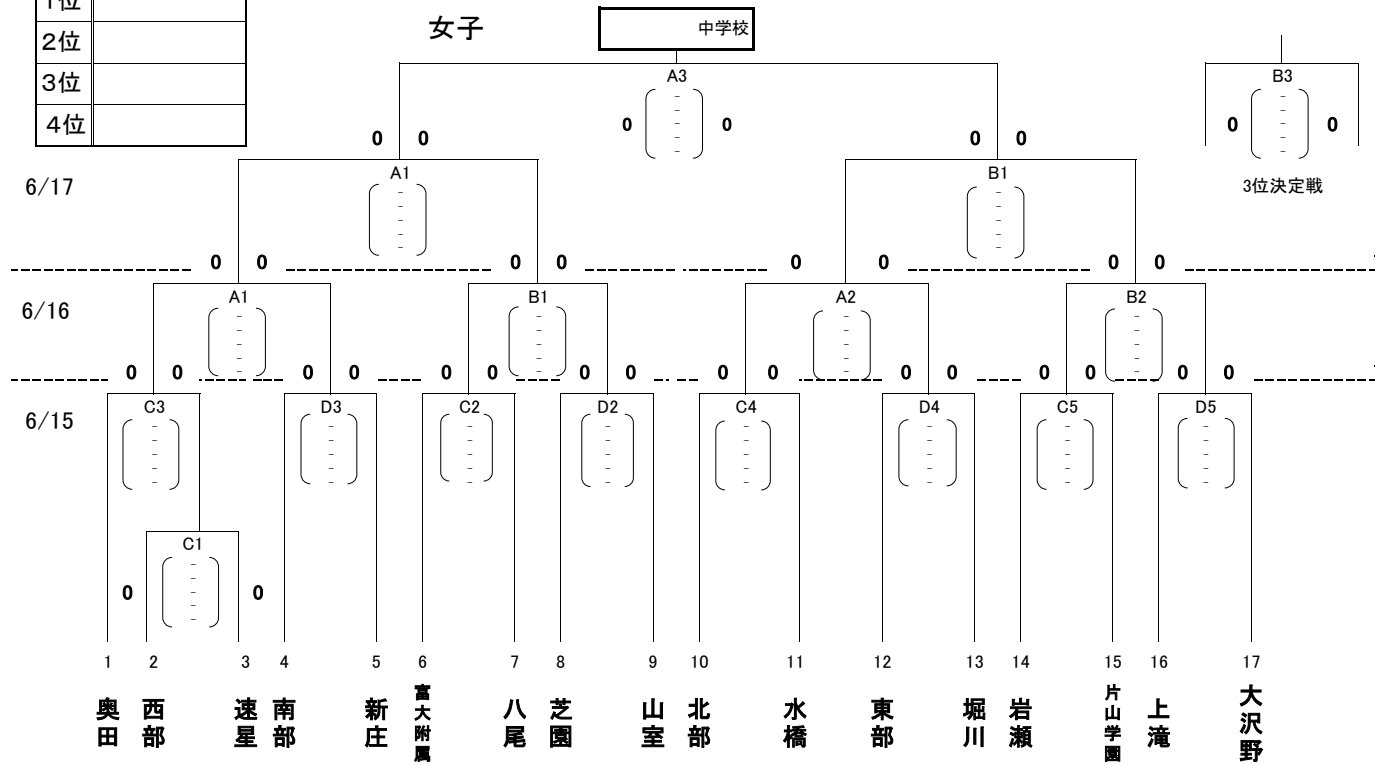 1位
女子
中学校
2位
3位
4位
A3
B3
0 0
0 0
0 0
0 0
A1
B1
6/17
3位決定戦
0 0 0 0 0 0 0 0
A1 B1 A2 B2
6/16
0 0 0 0 0 0 0 0 0 0 0 0 0 0 0 0
C3 D3 C2 D2 C4 D4 C5 D5
6/15
C1
0 0
1 2 3 4 5 6 7 8 9 10 11 12 13 14 15 16 17
奥田
西部
速星
南部
新庄
富大附属
八尾
芝園
山室
北部
水橋
東部
堀川
岩瀬
片山学園
上滝
大沢野